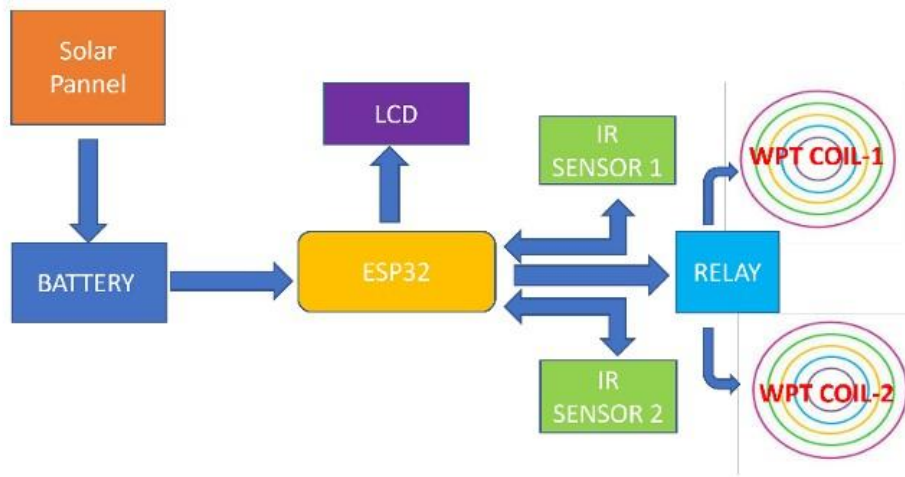 Solar
Pannel
LCD
IR
SENSOR 1
WPT COIL-1
BATTERY
ESP32
RELAY
IR
SENSOR 2
WPT COIL-2